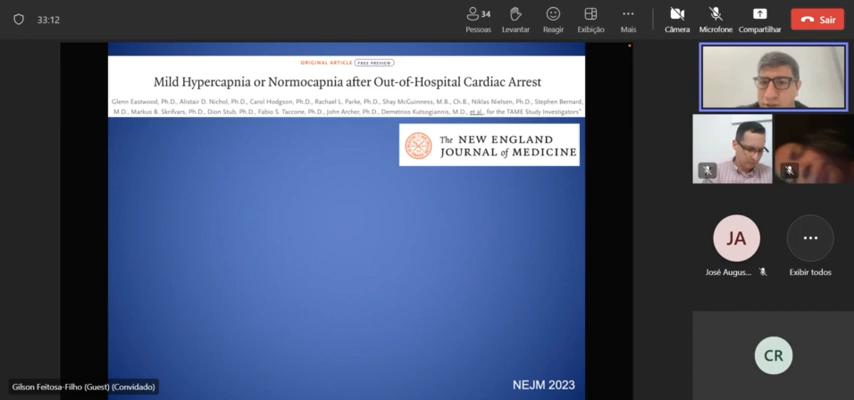 33:12
34
Pessoas
Levantar
Reagir
Exibição
Mais
Câmera
Microfone
Compartilhar
Sair
ORIGINAL ARTICLE FREE PREVIEW
Mild Hypercapnia or Normocapnia after Out-of-Hospital Cardiac Arrest
Glenn Eastwood, Ph.D., Alistair D. Nichol, Ph.D., Carol Hodgson, Ph.D., Rachael L. Parke, Ph.D., Shay McGuinness, M.B., Ch.B., Niklas Nielsen, Ph.D., Stephen Bernard,
M.D., Markus B. Skrifvars, Ph.D., Dion Stub, Ph.D., Fabio S. Taccone, Ph.D., John Archer, Ph.D., Demetrios Kutsogiannis, M.D., et al., for the TAME Study Investigators*
The NEW ENGLAND
JOURNAL of MEDICINE
JA
José Augus...
Exibir todos
CR
Gilson Feitosa-Filho (Guest) (Convidado)
NEJM 2023